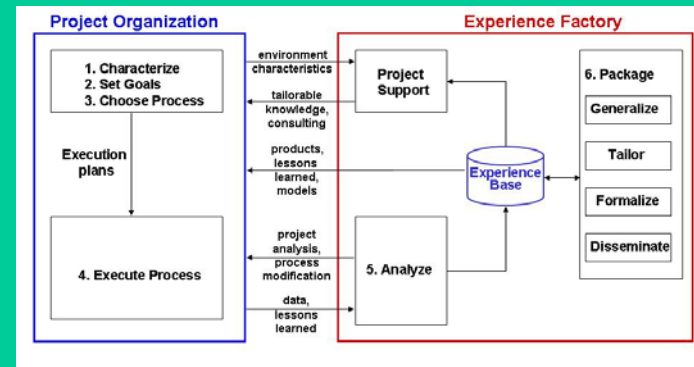 Project Organization
Experience Factory
1. Characterize
2. Set Goals
3. Choose Process
Execution
plans
4. Execute Process
environment
characteristics
tailorable
knowledge,
consulting
products,
lessons
learned,
models
project
analysis,
process
modification
data,
lessons
learned
Project
Support
5. Analyze
Experience
Base
6. Package
Generalize
Tailor
Formalize
Disseminate